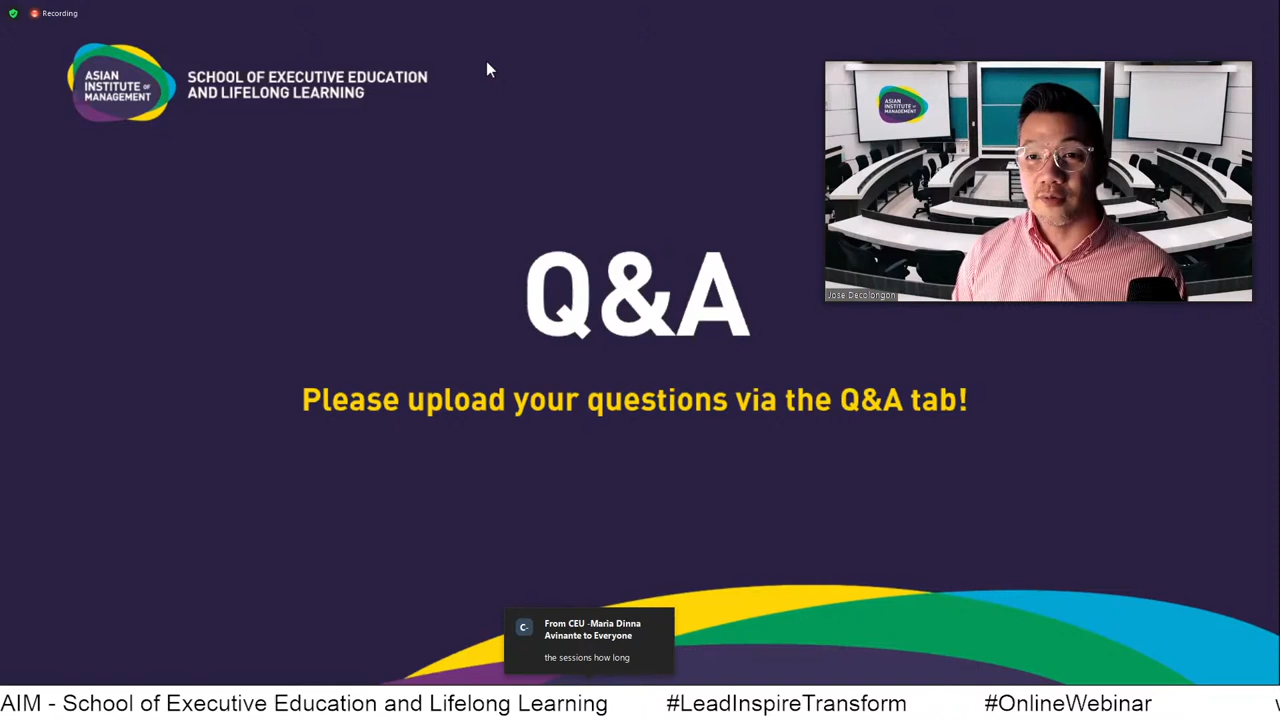 Recording
ASIAN
INSTITUTE OF
MANAGEMENT
SCHOOL OF EXECUTIVE EDUCATION
AND LIFELONG LEARNING
ASIAN
INSTITUTE OF
MANAGEMENT
Jose Decolongon
Q&A
Please upload your questions via the Q&A tab!
C-
From CEU -Maria Dinna
Avinante to Everyone
the sessions how long
AIM - School of Executive Education and Lifelong Learning #LeadInspireTransform #OnlineWebinar